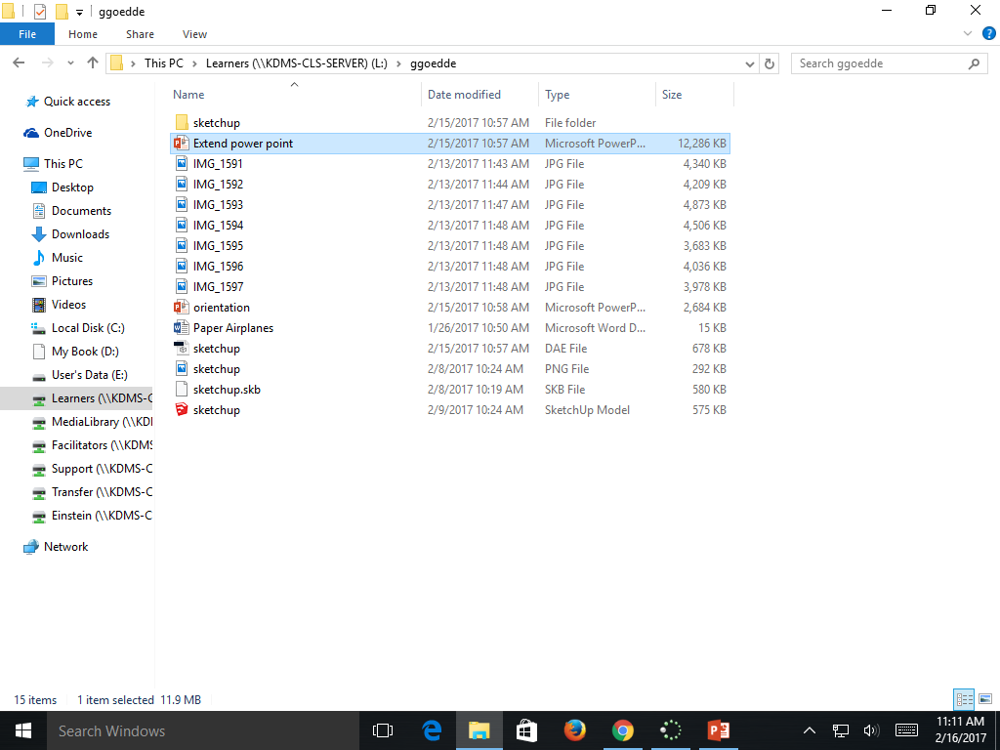 ggoedde
File Home Share View
This PC Learners (\\KDMS-CLS-SERVER) (L:) ggoedde
Search ggoedde
Name Date modified Type Size
Quick access
OneDrive
This PC
Desktop
Documents
Downloads
Music
Pictures
Videos
Local Disk (C:)
My Book (D:)
User's Data (E:)
Learners (\\KDMS-C
MediaLibrary (\\KDI
Facilitators (\\KDMS
Support (\\KDMS-C
Transfer (\\KDMS-C
Einstein (\\KDMS-C
Network
sketchup 2/15/2017 10:57 AM File folder
Extend power point 2/15/2017 10:57 AM Microsoft PowerP... 12,286 KB
IMG_1591 2/13/2017 11:43 AM JPG File 4,340 KB
IMG_1592 2/13/2017 11:44 AM JPG File 4,209 KB
IMG_1593 2/13/2017 11:47 AM JPG File 4,873 KB
IMG_1594 2/13/2017 11:48 AM JPG File 4,506 KB
IMG_1595 2/13/2017 11:48 AM JPG File 3,683 KB
IMG_1596 2/13/2017 11:48 AM JPG File 4,036 KB
IMG_1597 2/13/2017 11:48 AM JPG File 3,978 KB
orientation 2/15/2017 10:58 AM Microsoft PowerP... 2,684 KB
Paper Airplanes 1/26/2017 10:50 AM Microsoft Word D... 15 KB
sketchup 2/15/2017 10:57 AM DAE File 678 KB
sketchup 2/8/2017 10:24 AM PNG File 292 KB
sketchup.skb 2/8/2017 10:19 AM SKB File 580 KB
sketchup 2/9/2017 10:24 AM SketchUp Model 575 KB
15 items 1 item selected 11.9 MB
Search Windows
11:11 AM
2/16/2017